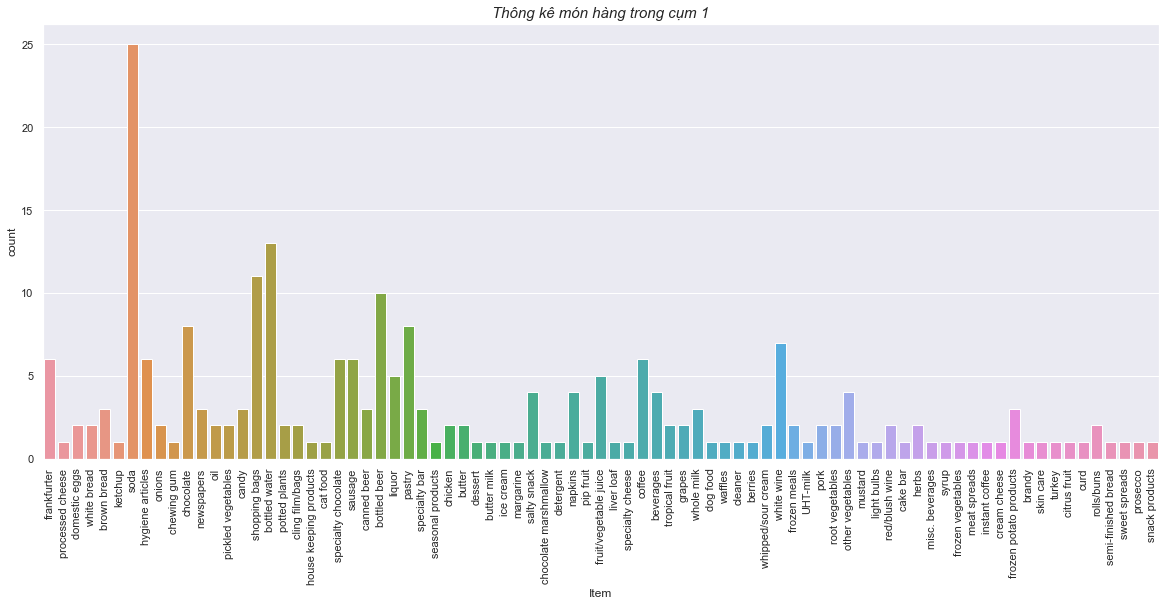 Thông kê món hàng trong cụm 1
count
25
20
15
10
5
0
frankfurter
processed cheese
domestic eggs
white bread
brown bread
ketchup
soda
hygiene articles
onions
chewing gum
chocolate
newspapers
oil
pickled vegetables
candy
shopping bags
bottled water
potted plants
cling film/bags
house keeping products
cat food
specialty chocolate
sausage
canned beer
bottled beer
liquor
pastry
specialty bar
seasonal products
chicken
butter
dessert
butter milk
ice cream
margarine
salty snack
chocolate marshmallow
detergent
napkins
pip fruit
fruit/vegetable juice
liver loaf
specialty cheese
coffee
beverages
tropical fruit
grapes
whole milk
dog food
waffles
cleaner
berries
whipped/sour cream
white wine
frozen meals
UHT-milk
pork
root vegetables
other vegetables
mustard
light bulbs
red/blush wine
cake bar
herbs
misc. beverages
syrup
frozen vegetables
meat spreads
instant coffee
cream cheese
frozen potato products
brandy
skin care
turkey
citrus fruit
curd
rolls/buns
semi-finished bread
sweet spreads
prosecco
snack products
Item